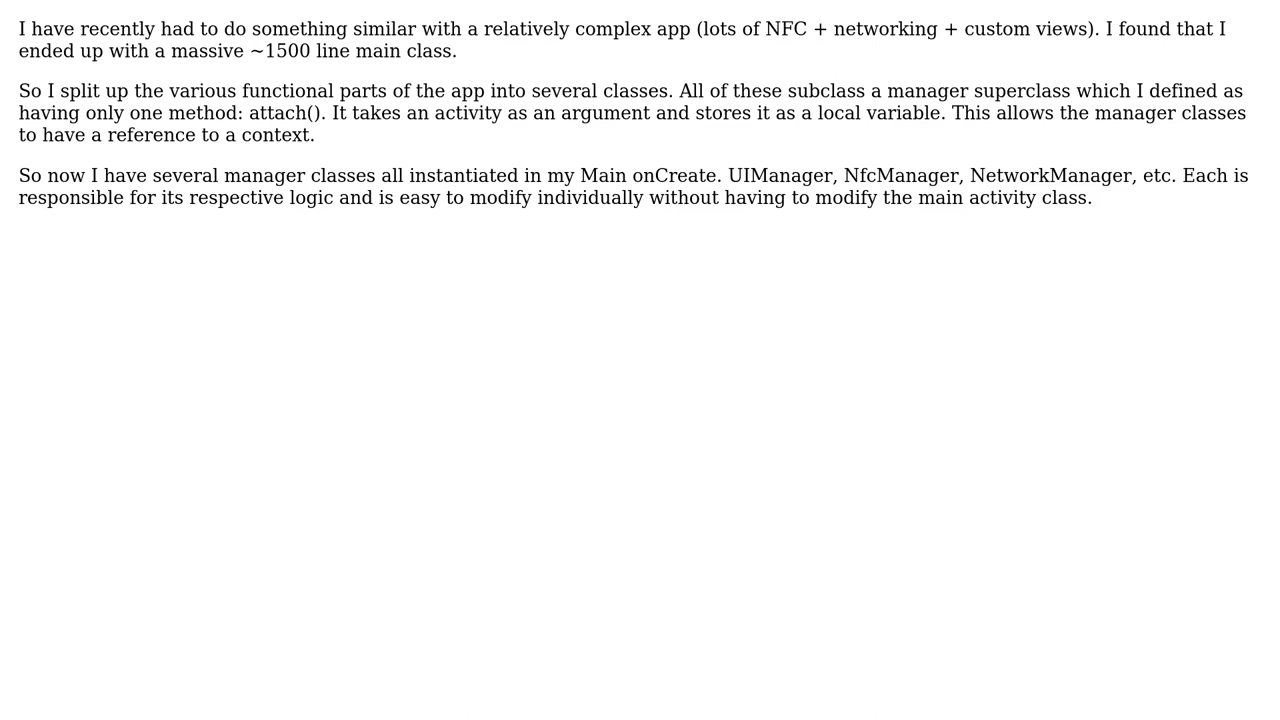 I have recently had to do something similar with a relatively complex app (lots of NFC + networking + custom views). I found that I
ended up with a massive ~1500 line main class.
So I split up the various functional parts of the app into several classes. All of these subclass a manager superclass which I defined as
having only one method: attach(). It takes an activity as an argument and stores it as a local variable. This allows the manager classes
to have a reference to a context.
So now I have several manager classes all instantiated in my Main onCreate. UIManager, NfcManager, NetworkManager, etc. Each is
responsible for its respective logic and is easy to modify individually without having to modify the main activity class.